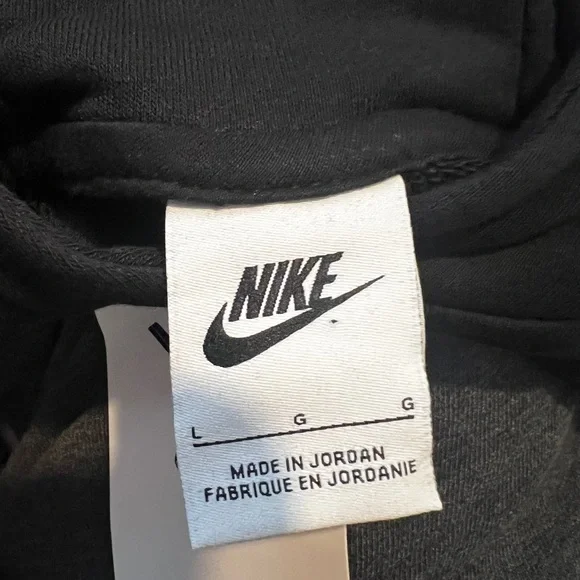 NIKE
L G G
MADE IN JORDAN
FABRIQUE EN JORDANIE